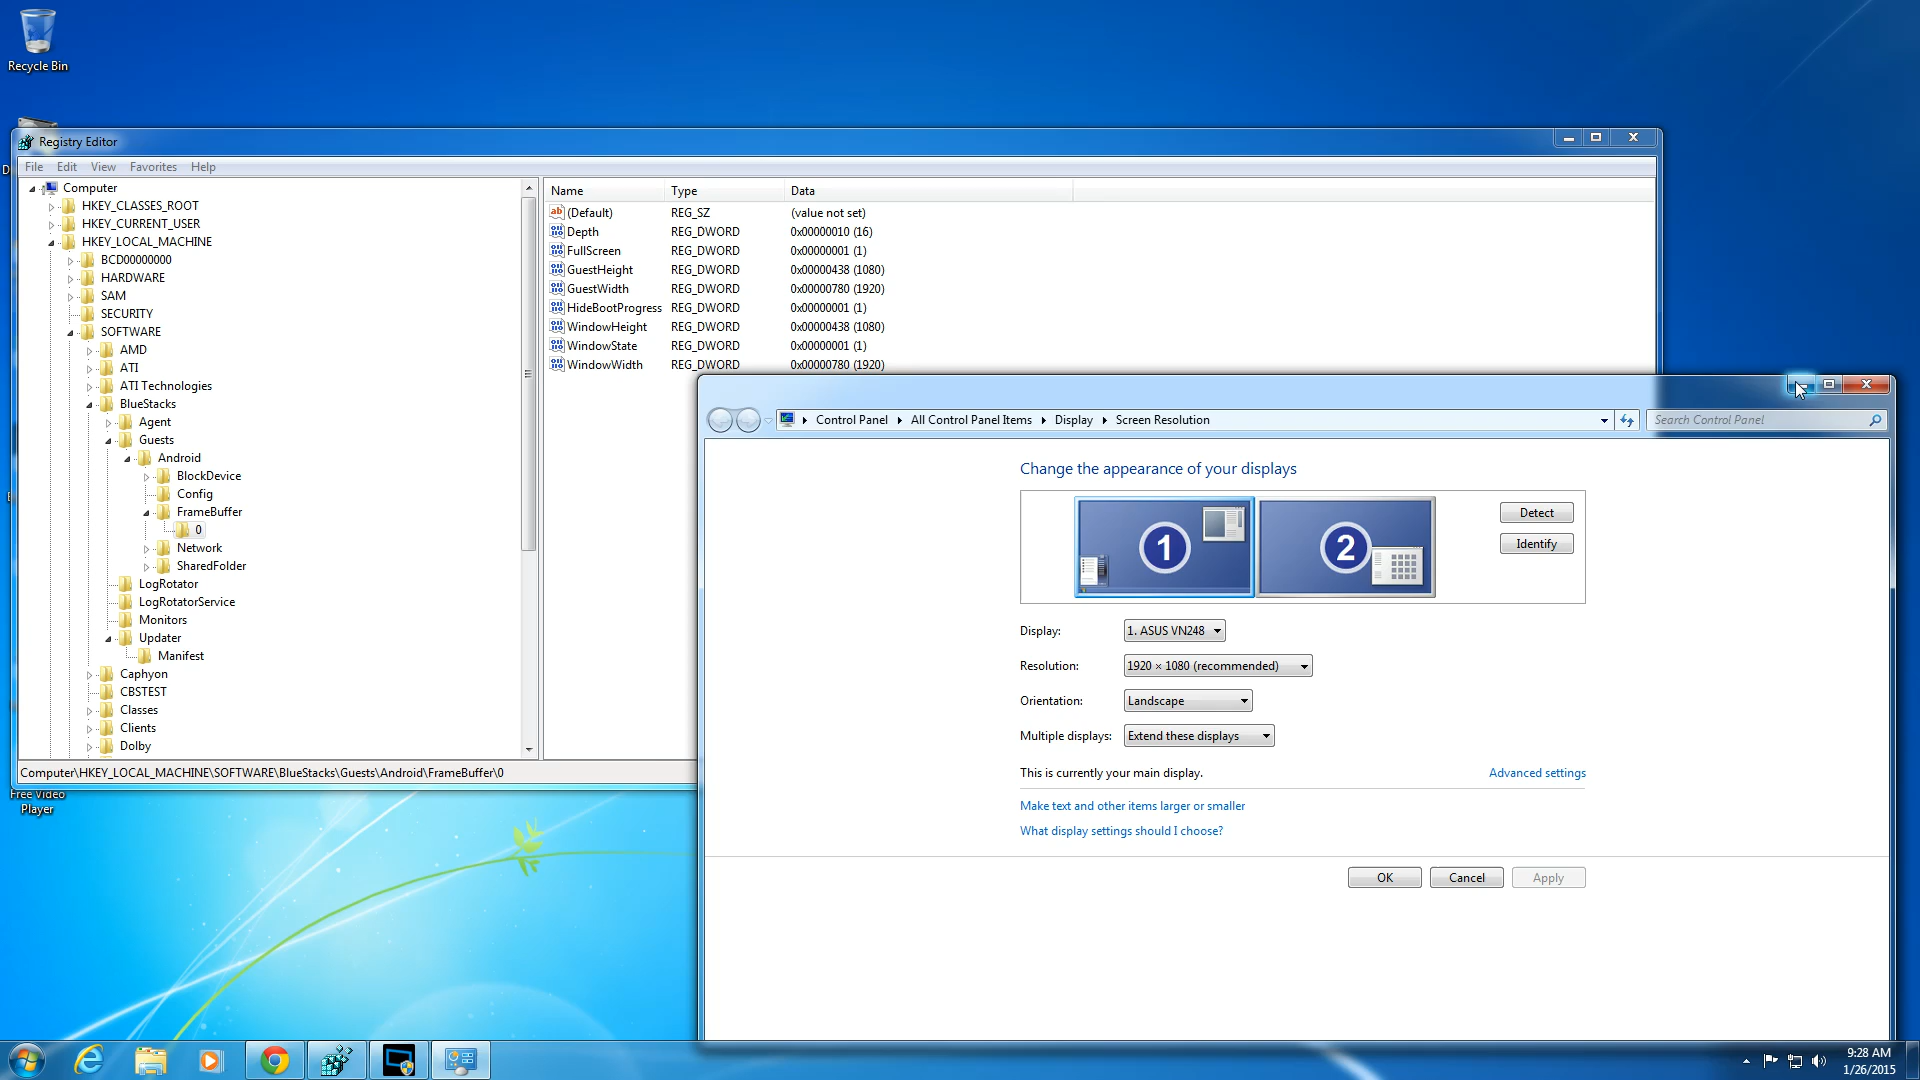 Recycle Bin
Registry Editor
File Edit View Favorites Help
Computer
HKEY_CLASSES_ROOT
HKEY_CURRENT_USER
HKEY_LOCAL_MACHINE
BCD00000000
HARDWARE
SAM
SECURITY
SOFTWARE
AMD
ATI
ATI Technologies
BlueStacks
Agent
Guests
Android
BlockDevice
Config
FrameBuffer
0
Network
SharedFolder
LogRotator
LogRotatorService
Monitors
Updater
Manifest
Caphyon
CBSTEST
Classes
Clients
Dolby
Name Type Data
(Default) REG_SZ (value not set)
Depth REG_DWORD 0x00000010 (16)
FullScreen REG_DWORD 0x00000001 (1)
GuestHeight REG_DWORD 0x00000438 (1080)
GuestWidth REG_DWORD 0x00000780 (1920)
HideBootProgress REG_DWORD 0x00000001 (1)
WindowHeight REG_DWORD 0x00000438 (1080)
WindowState REG_DWORD 0x00000001 (1)
WindowWidth REG_DWORD 0x00000780 (1920)
Computer\HKEY_LOCAL_MACHINE\SOFTWARE\BlueStacks\Guests\Android\FrameBuffer\0
Free Video
Player
Control Panel All Control Panel Items Display Screen Resolution
Search Control Panel
Change the appearance of your displays
1 2
Detect
Identify
Display: 1. ASUS VN248
Resolution: 1920 × 1080 (recommended)
Orientation: Landscape
Multiple displays: Extend these displays
This is currently your main display. Advanced settings
Make text and other items larger or smaller
What display settings should I choose?
OK Cancel Apply
9:28 AM
1/26/2015